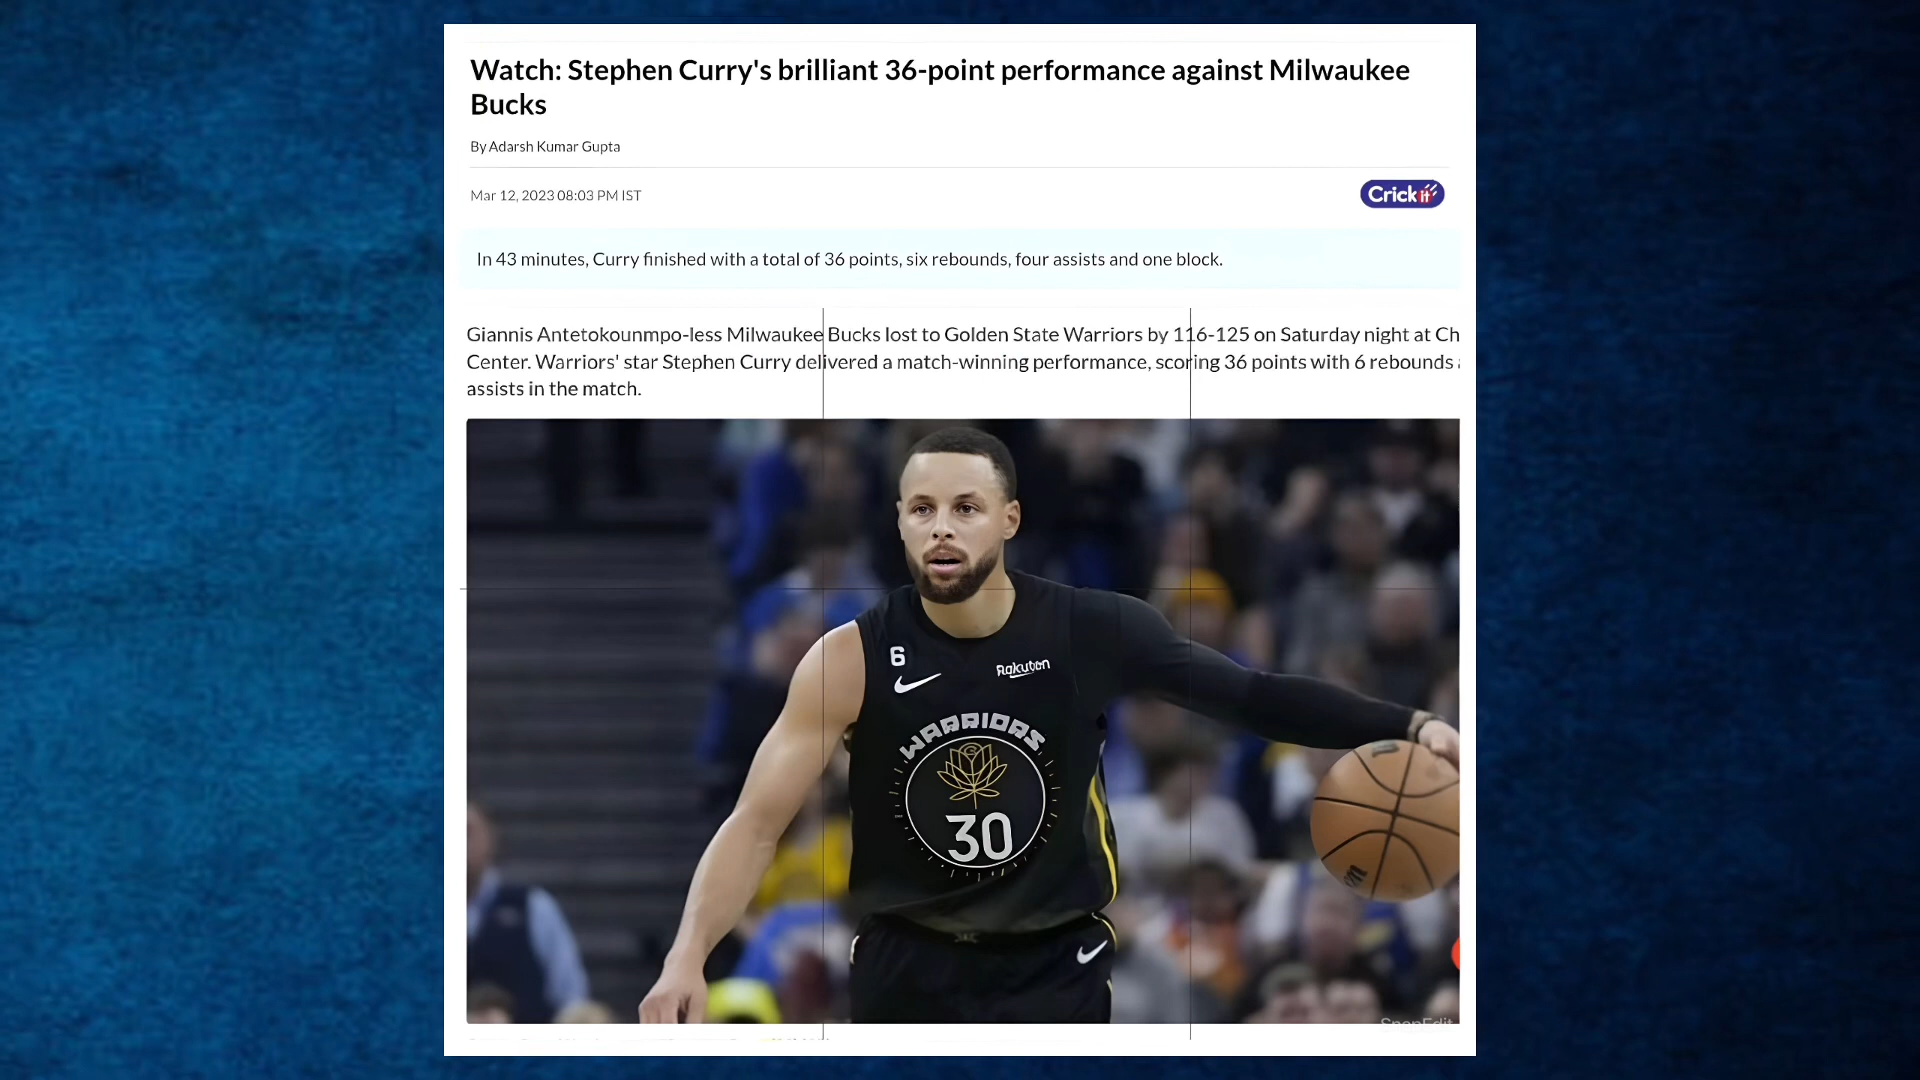 Watch: Stephen Curry's brilliant 36-point performance against Milwaukee
Bucks
By Adarsh Kumar Gupta
Mar 12, 2023 08:03 PM IST
Crickit
In 43 minutes, Curry finished with a total of 36 points, six rebounds, four assists and one block.
Giannis Antetokounmpo-less Milwaukee Bucks lost to Golden State Warriors by 116-125 on Saturday night at Ch
Center. Warriors' star Stephen Curry delivered a match-winning performance, scoring 36 points with 6 rebounds
assists in the match.
6
Rakuten
WARRIORS
30
SnapEdit